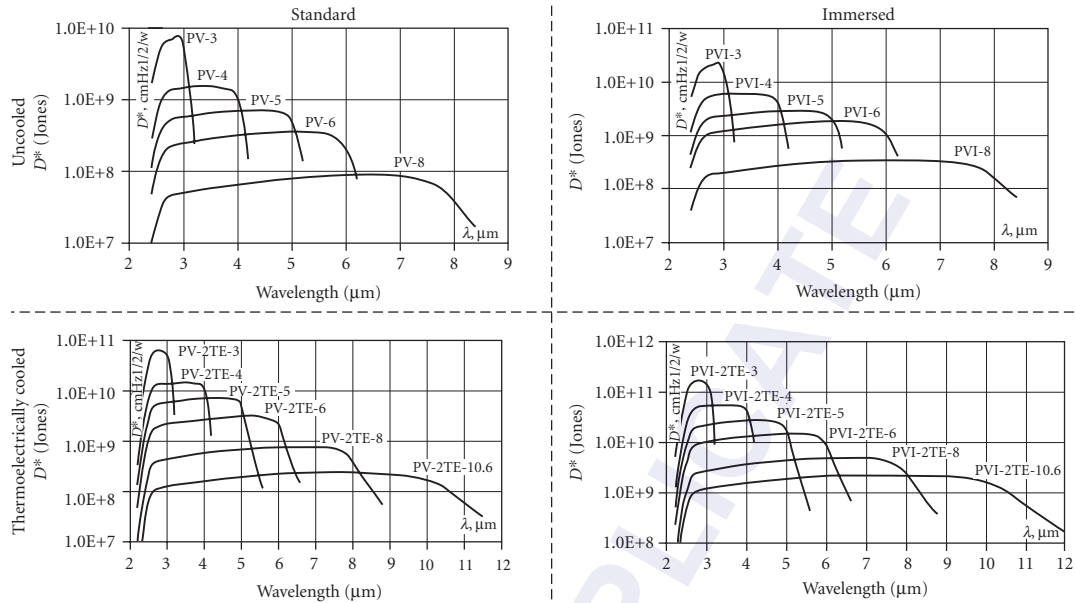 Standard
Uncooled
D* (Jones)
1.0E+10
1.0E+9
1.0E+8
1.0E+7
D*, cmHz1/2/w
PV-3
PV-4
PV-5
PV-6
PV-8
λ, μm
2 3 4 5 6 7 8 9
Wavelength (μm)
Immersed
D* (Jones)
1.0E+11
1.0E+10
1.0E+9
1.0E+8
1.0E+7
D*, cmHz1/2/w
PVI-3
PVI-4
PVI-5
PVI-6
PVI-8
λ, μm
2 3 4 5 6 7 8 9
Wavelength (μm)
Thermoelectrically cooled
D* (Jones)
1.0E+11
1.0E+10
1.0E+9
1.0E+8
1.0E+7
D*, cmHz1/2/w
PV-2TE-3
PV-2TE-4
PV-2TE-5
PV-2TE-6
PV-2TE-8
PV-2TE-10.6
λ, μm
2 3 4 5 6 7 8 9 10 11 12
Wavelength (μm)
D* (Jones)
1.0E+12
1.0E+11
1.0E+10
1.0E+9
1.0E+8
D*, cmHz1/2/w
PVI-2TE-3
PVI-2TE-4
PVI-2TE-5
PVI-2TE-6
PVI-2TE-8
PVI-2TE-10.6
λ, μm
2 3 4 5 6 7 8 9 10 11 12
Wavelength (μm)
PLICATE